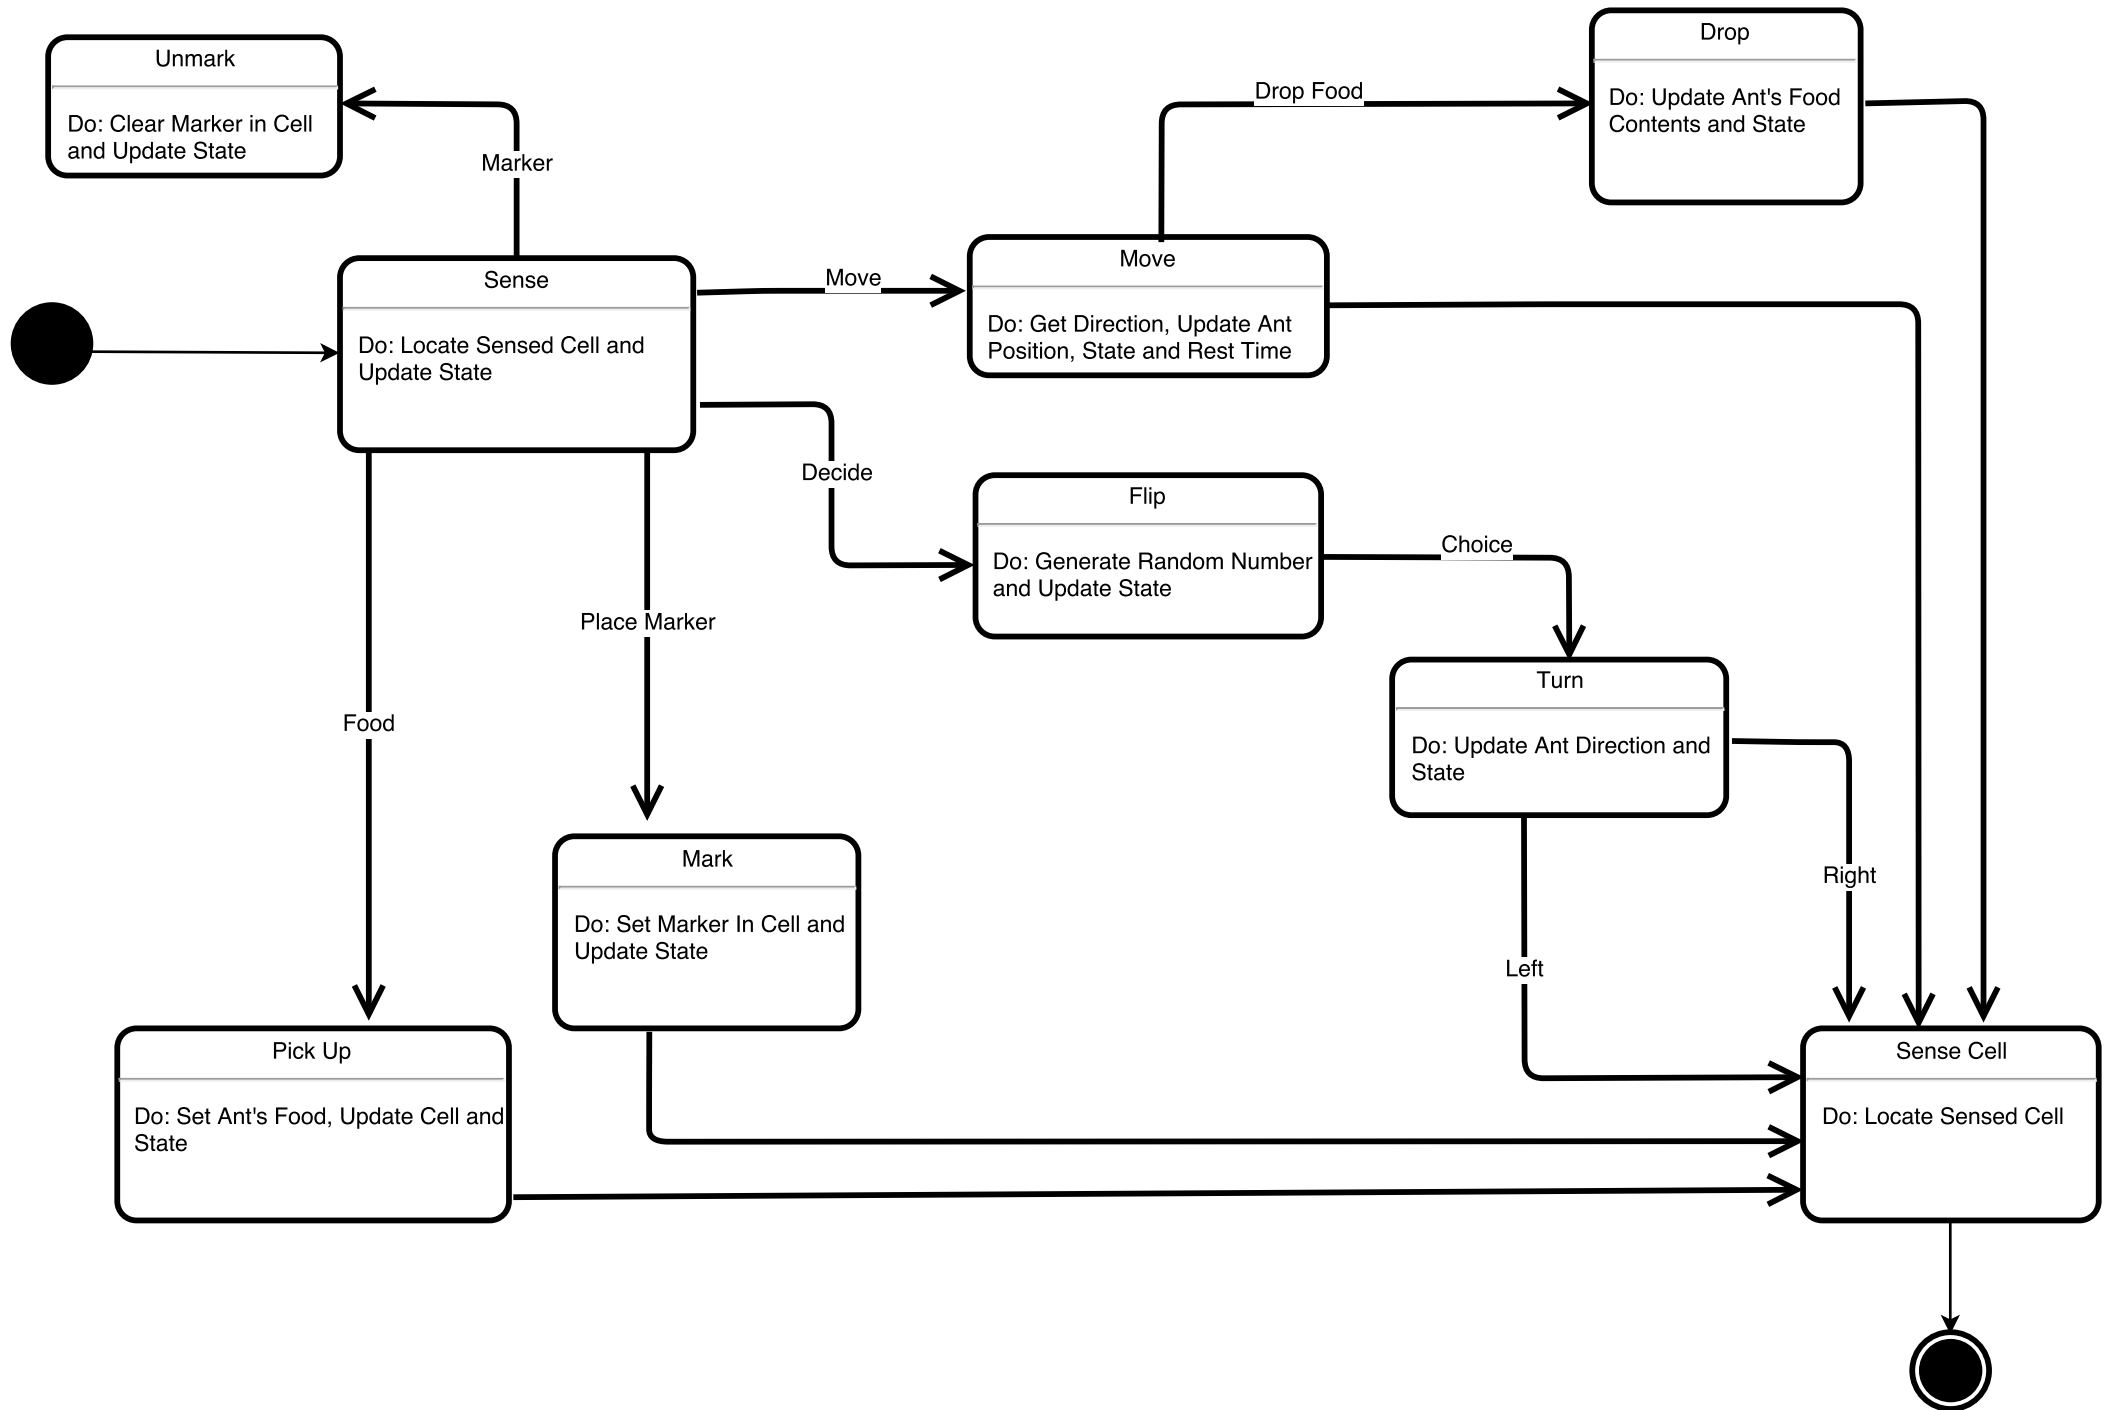 Unmark
Do: Clear Marker in Cell
and Update State
Marker
Drop Food
Drop
Do: Update Ant's Food
Contents and State
Sense
Do: Locate Sensed Cell and
Update State
Move
Move
Do: Get Direction, Update Ant
Position, State and Rest Time
Decide
Flip
Do: Generate Random Number
and Update State
Choice
Place Marker
Food
Turn
Do: Update Ant Direction and
State
Right
Left
Mark
Do: Set Marker In Cell and
Update State
Pick Up
Do: Set Ant's Food, Update Cell and
State
Sense Cell
Do: Locate Sensed Cell